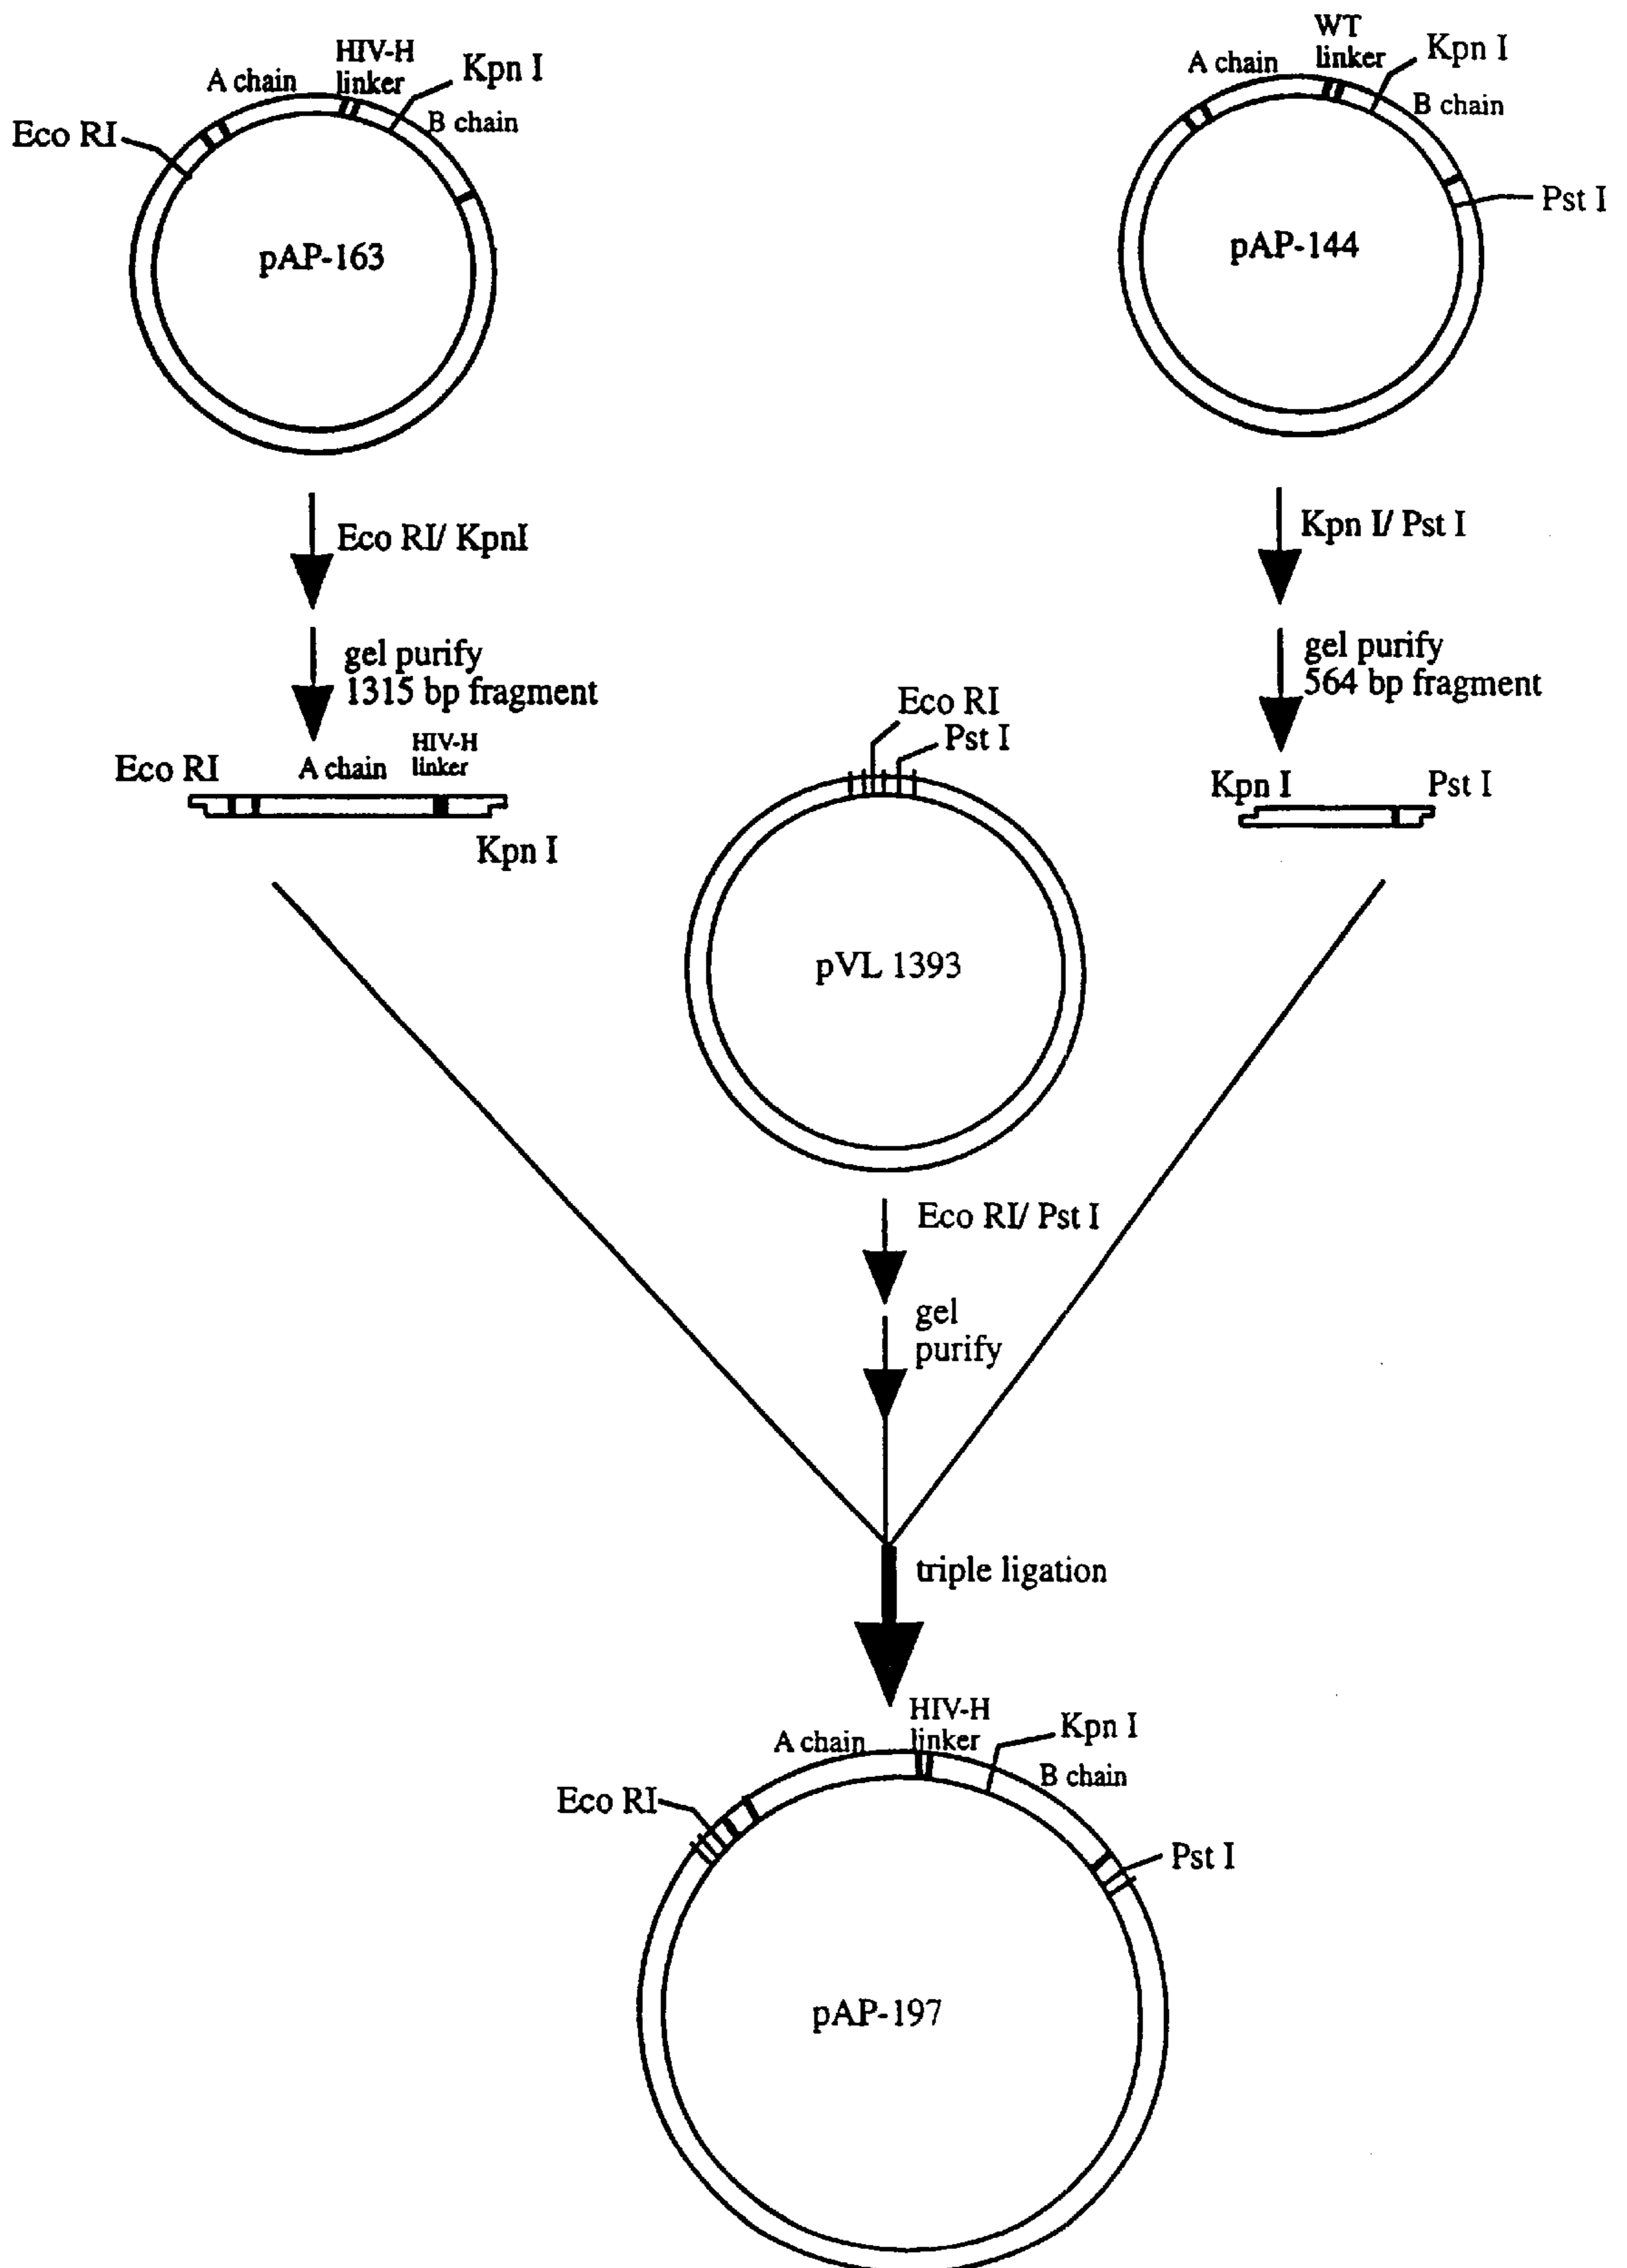 HIV-H
linker
A chain
Kpn I
B chain
Eco RI
pAP-163
WT
linker
A chain
Kpn I
B chain
Pst I
pAP-144
Eco RI/ KpnI
Kpn I/ Pst I
gel purify
1315 bp fragment
gel purify
564 bp fragment
Eco RI
A chain
HIV-H
linker
Kpn I
Eco RI
Pst I
Kpn I
Pst I
pVL 1393
Eco RI/ Pst I
gel
purify
triple ligation
HIV-H
linker
A chain
Kpn I
B chain
Eco RI
Pst I
pAP-197